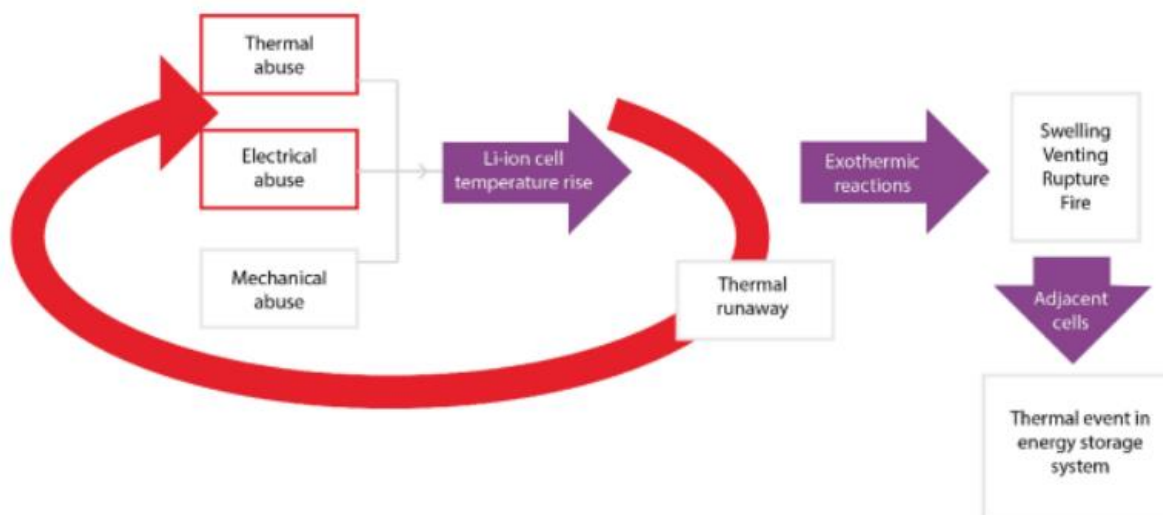 Thermal
abuse
Electrical
abuse
Mechanical
abuse
Li-ion cell
temperature rise
Thermal
runaway
Exothermic
reactions
Swelling
Venting
Rupture
Fire
Adjacent
cells
Thermal event in
energy storage
system